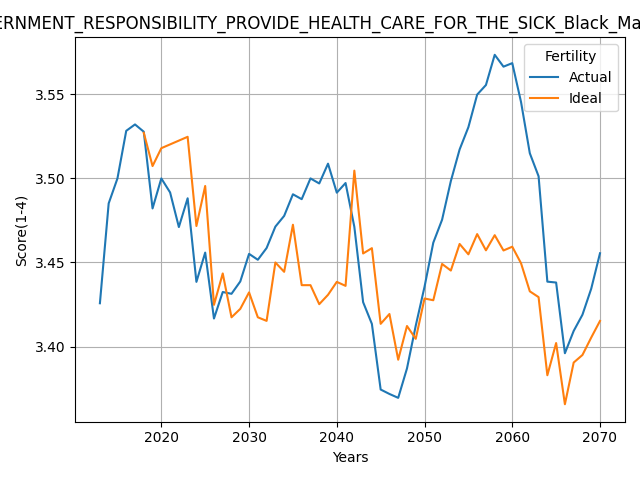 ERNMENT_RESPONSIBILITY_PROVIDE_HEALTH_CARE_FOR_THE_SICK_Black_Ma
Fertility
Actual
Ideal
3.55
3.50
3.45
3.40
Score(1-4)
2020 2030 2040 2050 2060 2070
Years